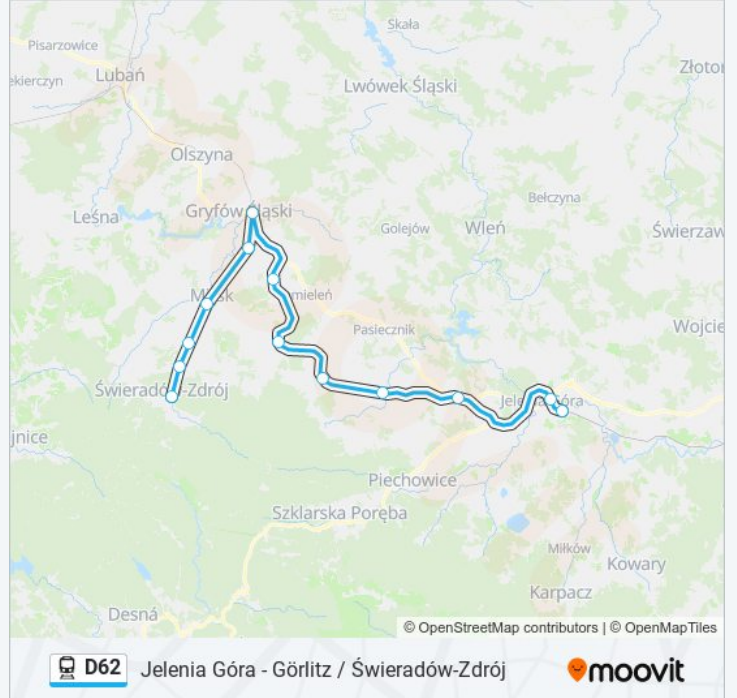 Skała
Pisarzowice
Lubań
ekierczyn
Lwówek Śląski
Złotor
Olszyna
Bełczyna
Leśna
Gryfów Śląski
Golejów
Wleń
Świerzaw
Mirsk
mieleń
Pasiecznik
Wojcie
Świeradów-Zdrój
Jelenia Góra
jnice
Piechowice
Szklarska Poręba
Miłków
Kowary
Karpacz
Desná
© OpenStreetMap contributors | © OpenMapTiles
D62 Jelenia Góra - Görlitz / Świeradów-Zdrój moovit